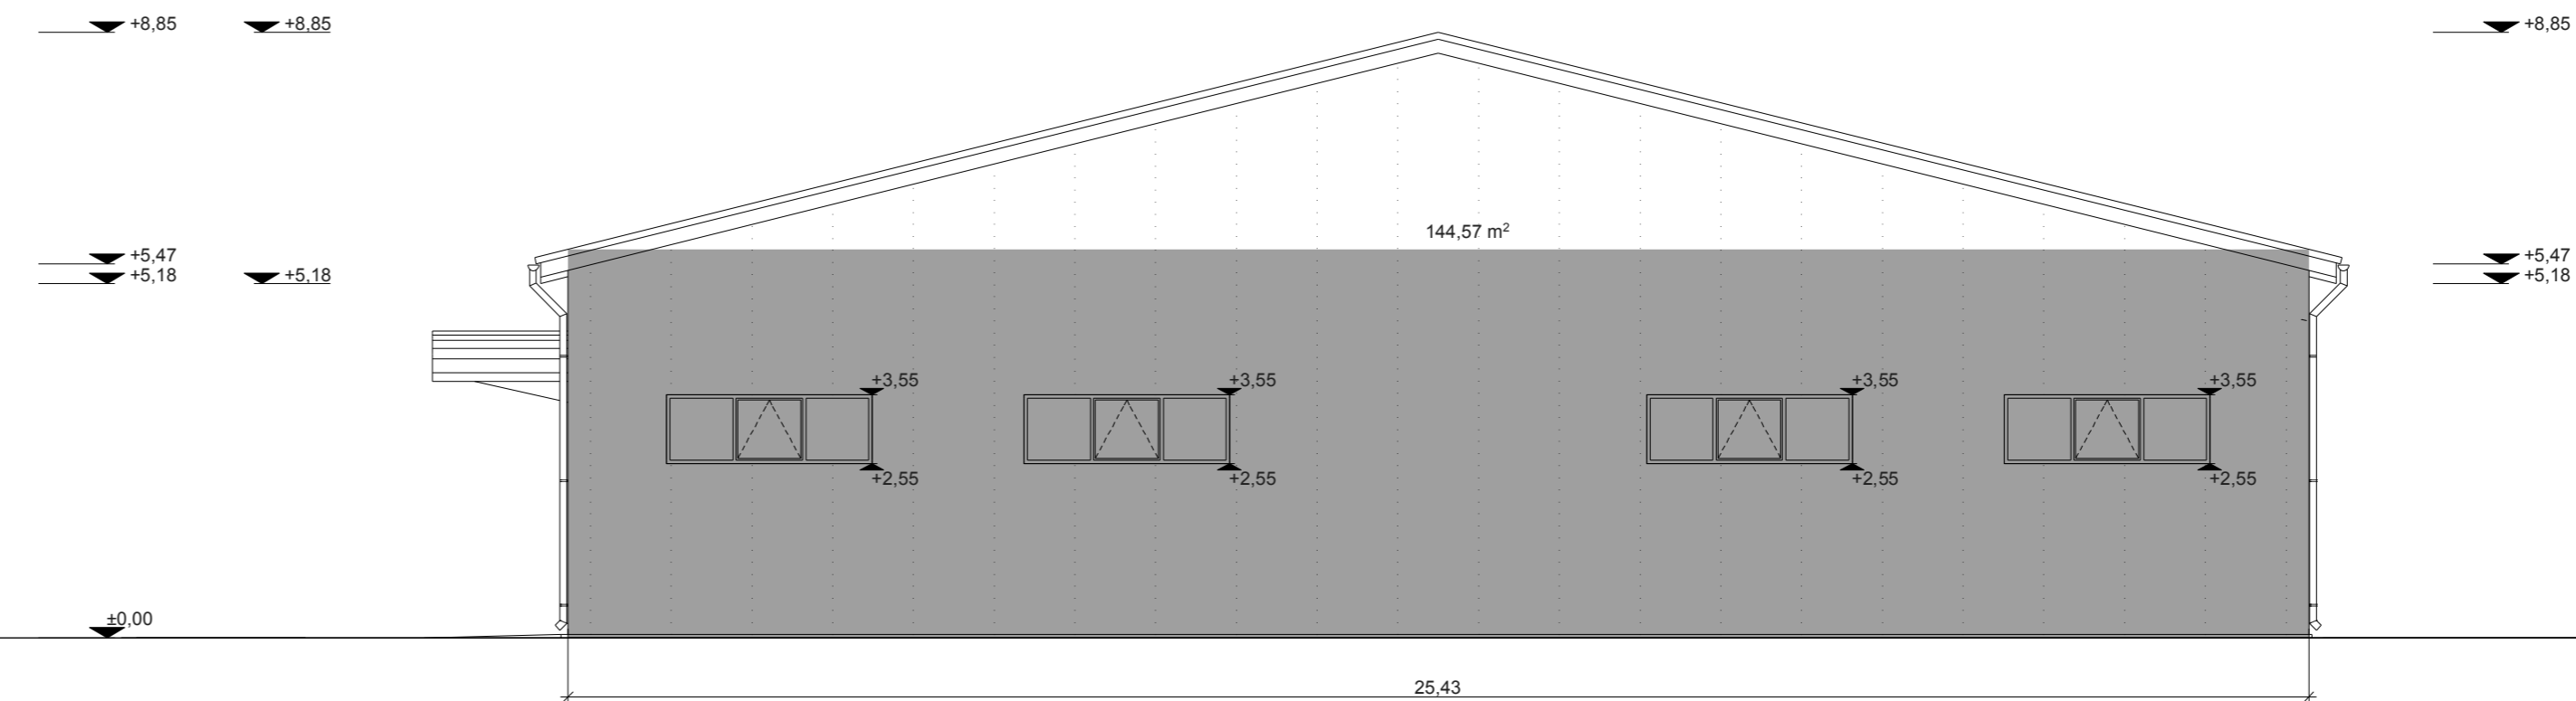 +8,85 +8,85 +8,85
144,57 m²
+5,47 +5,47
+5,18 +5,18 +5,18
+3,55 +3,55 +3,55 +3,55
+2,55 +2,55 +2,55 +2,55
±0,00
25,43